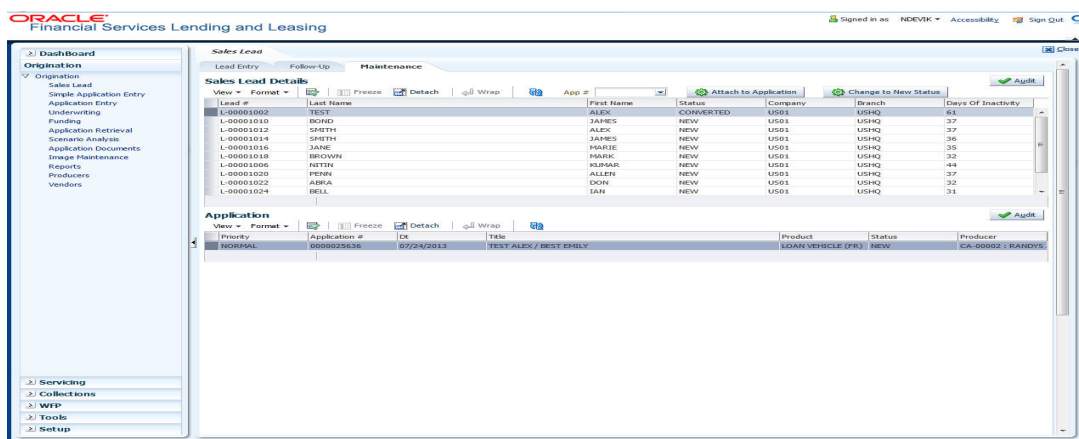 ORACLE
Financial Services Lending and Leasing
Signed in as NDEVIK Accessibility Sign Out
DashBoard
Origination
Origination
Sales Lead
Simple Application Entry
Application Entry
Underwriting
Funding
Application Retrieval
Scenario Analysis
Application Documents
Image Maintenance
Reports
Producers
Vendors
Servicing
Collections
WFP
Tools
Setup
Sales Lead
Close
Lead Entry Follow-Up Maintenance
Sales Lead Details
Audit
View Format Freeze Detach Wrap App # Attach to Application Change to New Status
Lead # Last Name First Name Status Company Branch Days Of Inactivity
L-00001002 TEST ALEX CONVERTED US01 USHQ 61
L-00001010 BOND JAMES NEW US01 USHQ 37
L-00001012 SMITH ALEX NEW US01 USHQ 37
L-00001014 SMITH JAMES NEW US01 USHQ 36
L-00001016 JANE MARIE NEW US01 USHQ 35
L-00001018 BROWN MARK NEW US01 USHQ 32
L-00001006 NITIN KUMAR NEW US01 USHQ 44
L-00001020 PENN ALLEN NEW US01 USHQ 37
L-00001022 ABRA DON NEW US01 USHQ 32
L-00001024 BELL IAN NEW US01 USHQ 31
Application
Audit
View Format Freeze Detach Wrap
Priority Application # Dt Title Product Status Producer
NORMAL 0000025636 07/24/2013 TEST ALEX / BEST EMILY LOAN VEHICLE (FR) NEW CA-00002 : RANDYS